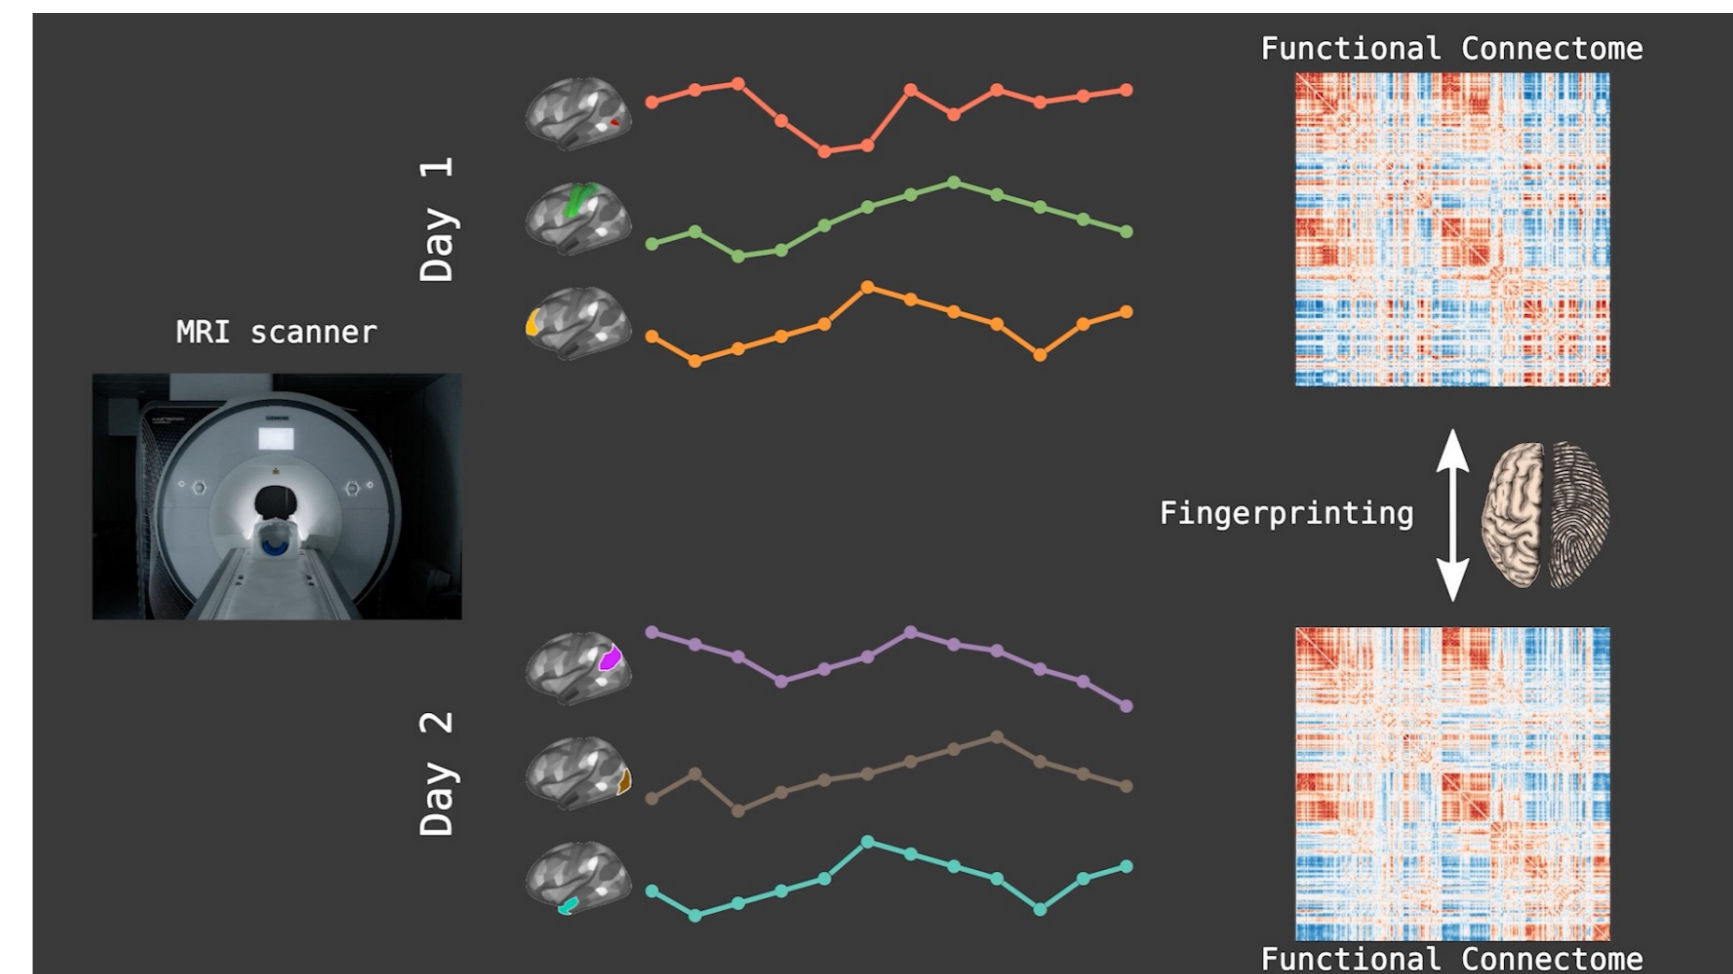 Functional Connectome
Day 1
MRI scanner
Fingerprinting
Day 2
Functional Connectome